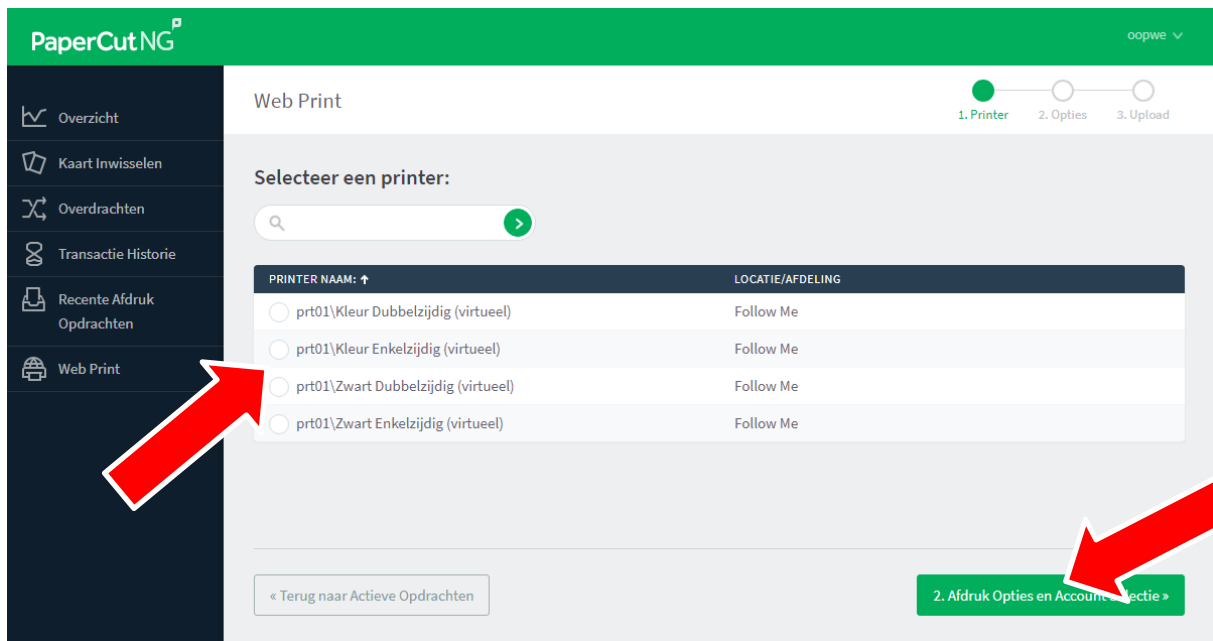 PaperCut NG
oopwe
Overzicht
Kaart Inwisselen
Overdrachten
Transactie Historie
Recente Afdruk
Opdrachten
Web Print
Web Print
1. Printer
2. Opties
3. Upload
Selecteer een printer:
PRINTER NAAM: ↑ LOCATIE/AFDELING
prt01\Kleur Dubbelzijdig (virtueel) Follow Me
prt01\Kleur Enkelzijdig (virtueel) Follow Me
prt01\Zwart Dubbelzijdig (virtueel) Follow Me
prt01\Zwart Enkelzijdig (virtueel) Follow Me
« Terug naar Actieve Opdrachten
2. Afdruk Opties en Account »